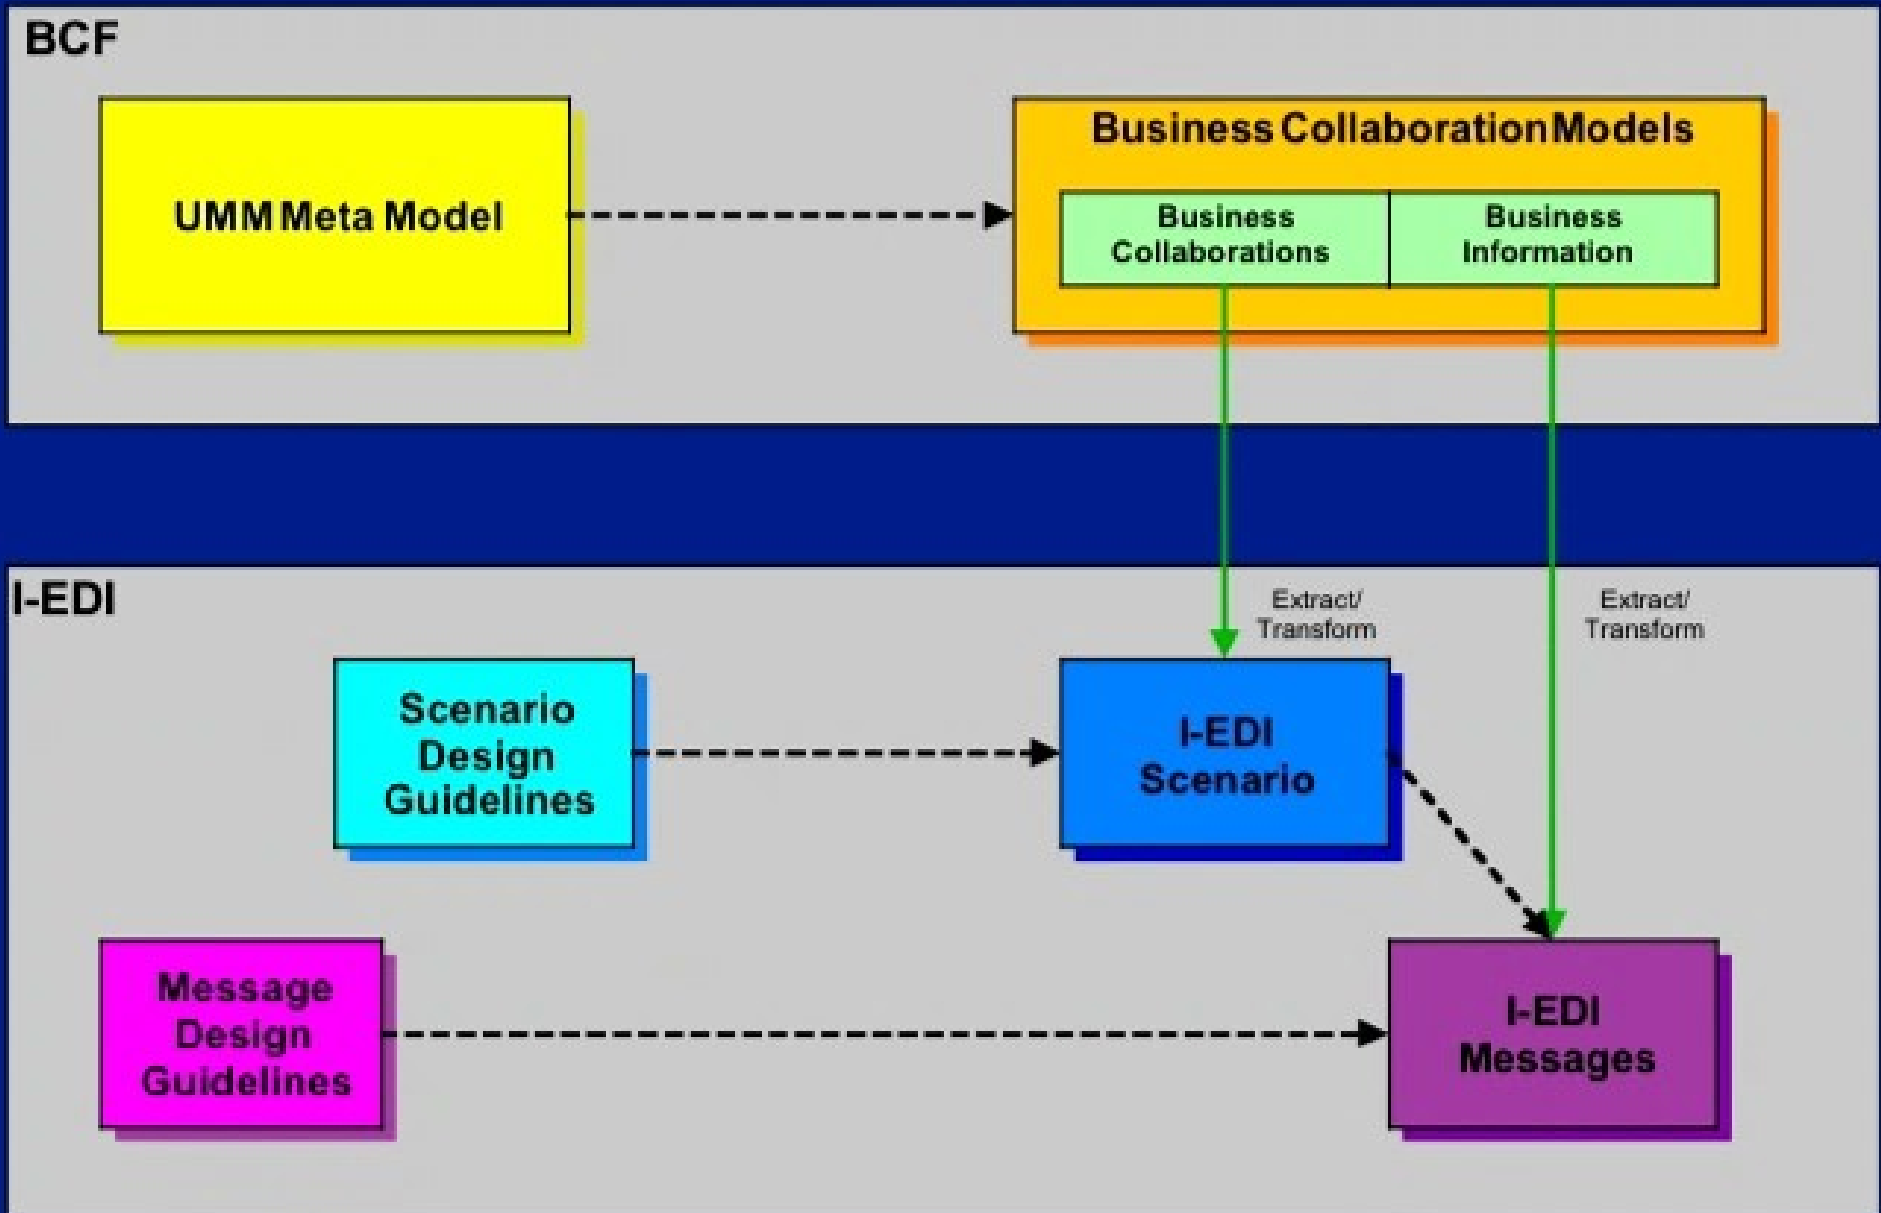 BCF
UMM Meta Model
Business Collaboration Models
Business
Collaborations
Business
Information
I-EDI
Extract/
Transform
Extract/
Transform
Scenario
Design
Guidelines
I-EDI
Scenario
Message
Design
Guidelines
I-EDI
Messages